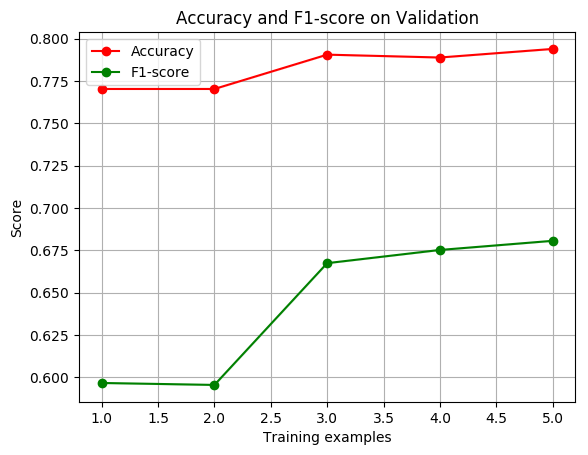 Accuracy and F1-score on Validation
Accuracy
F1-score
0.800
0.775
0.750
0.725
0.700
0.675
0.650
0.625
0.600
Score
1.0 1.5 2.0 2.5 3.0 3.5 4.0 4.5 5.0
Training examples